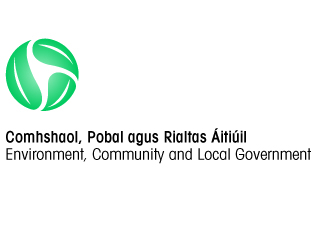 Comhshaol, Pobal agus Rialtas Áitiúil
Environment, Community and Local Government